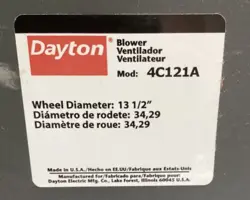 Dayton
Blower
Ventilador
Ventilateur
Mod: 4C121A
Wheel Diameter: 13 1/2"
Diámetro de rodete: 34,29
Diamètre de roue: 34,29
Made in U.S.A./Hecho en EE.UU/Fabrique aux Etats-Unis
Manufactured for/Fabricado para/Fabrique pour
Dayton Electric Mfg. Co., Lake Forest, Illinois 60045 U.S.A.